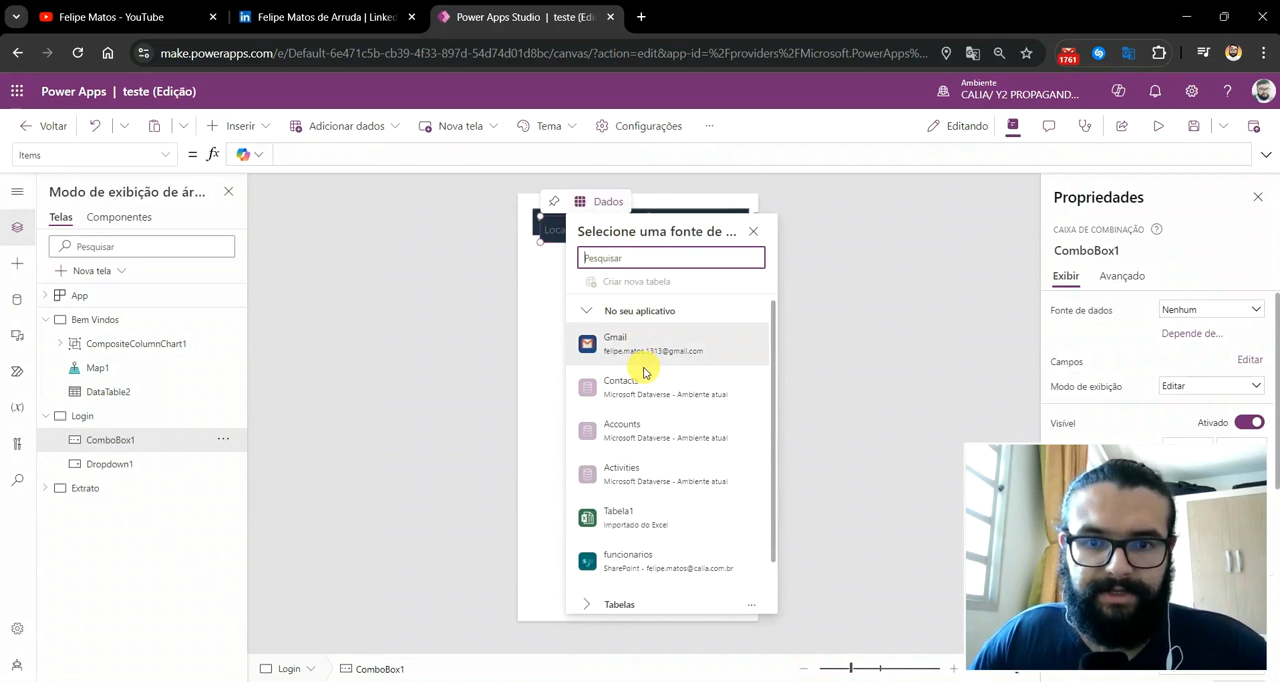 Felipe Matos - YouTube
Felipe Matos de Arruda | Linked
Power Apps Studio | teste (Edi
make.powerapps.com/e/Default-6e471c5b-cb39-4f33-897d-54d74d01d8bc/canvas/?action=edit&app-id=%2Fproviders%2FMicrosoft.PowerApps%...
1761
Power Apps | teste (Edição)
Ambiente
CALIA/ Y2 PROPAGAND...
Voltar
Inserir
Adicionar dados
Nova tela
Tema
Configurações
...
Editando
Items
= fx
Modo de exibição de ár...
Telas
Componentes
Pesquisar
Nova tela
App
Bem Vindos
CompositeColumnChart1
Map1
DataTable2
Login
ComboBox1
...
Dropdown1
Extrato
Dados
Loca
Selecione uma fonte de ...
Pesquisar
Criar nova tabela
No seu aplicativo
Gmail
felipe.matos.1313@gmail.com
Contacts
Microsoft Dataverse - Ambiente atual
Accounts
Microsoft Dataverse - Ambiente atual
Activities
Microsoft Dataverse - Ambiente atual
Tabela1
Importado do Excel
funcionarios
SharePoint - felipe.matos@calia.com.br
Tabelas
...
Propriedades
CAIXA DE COMBINAÇÃO
ComboBox1
Exibir
Avançado
Fonte de dados
Nenhum
Depende de...
Campos
Editar
Modo de exibição
Editar
Visível
Ativado
Login
ComboBox1